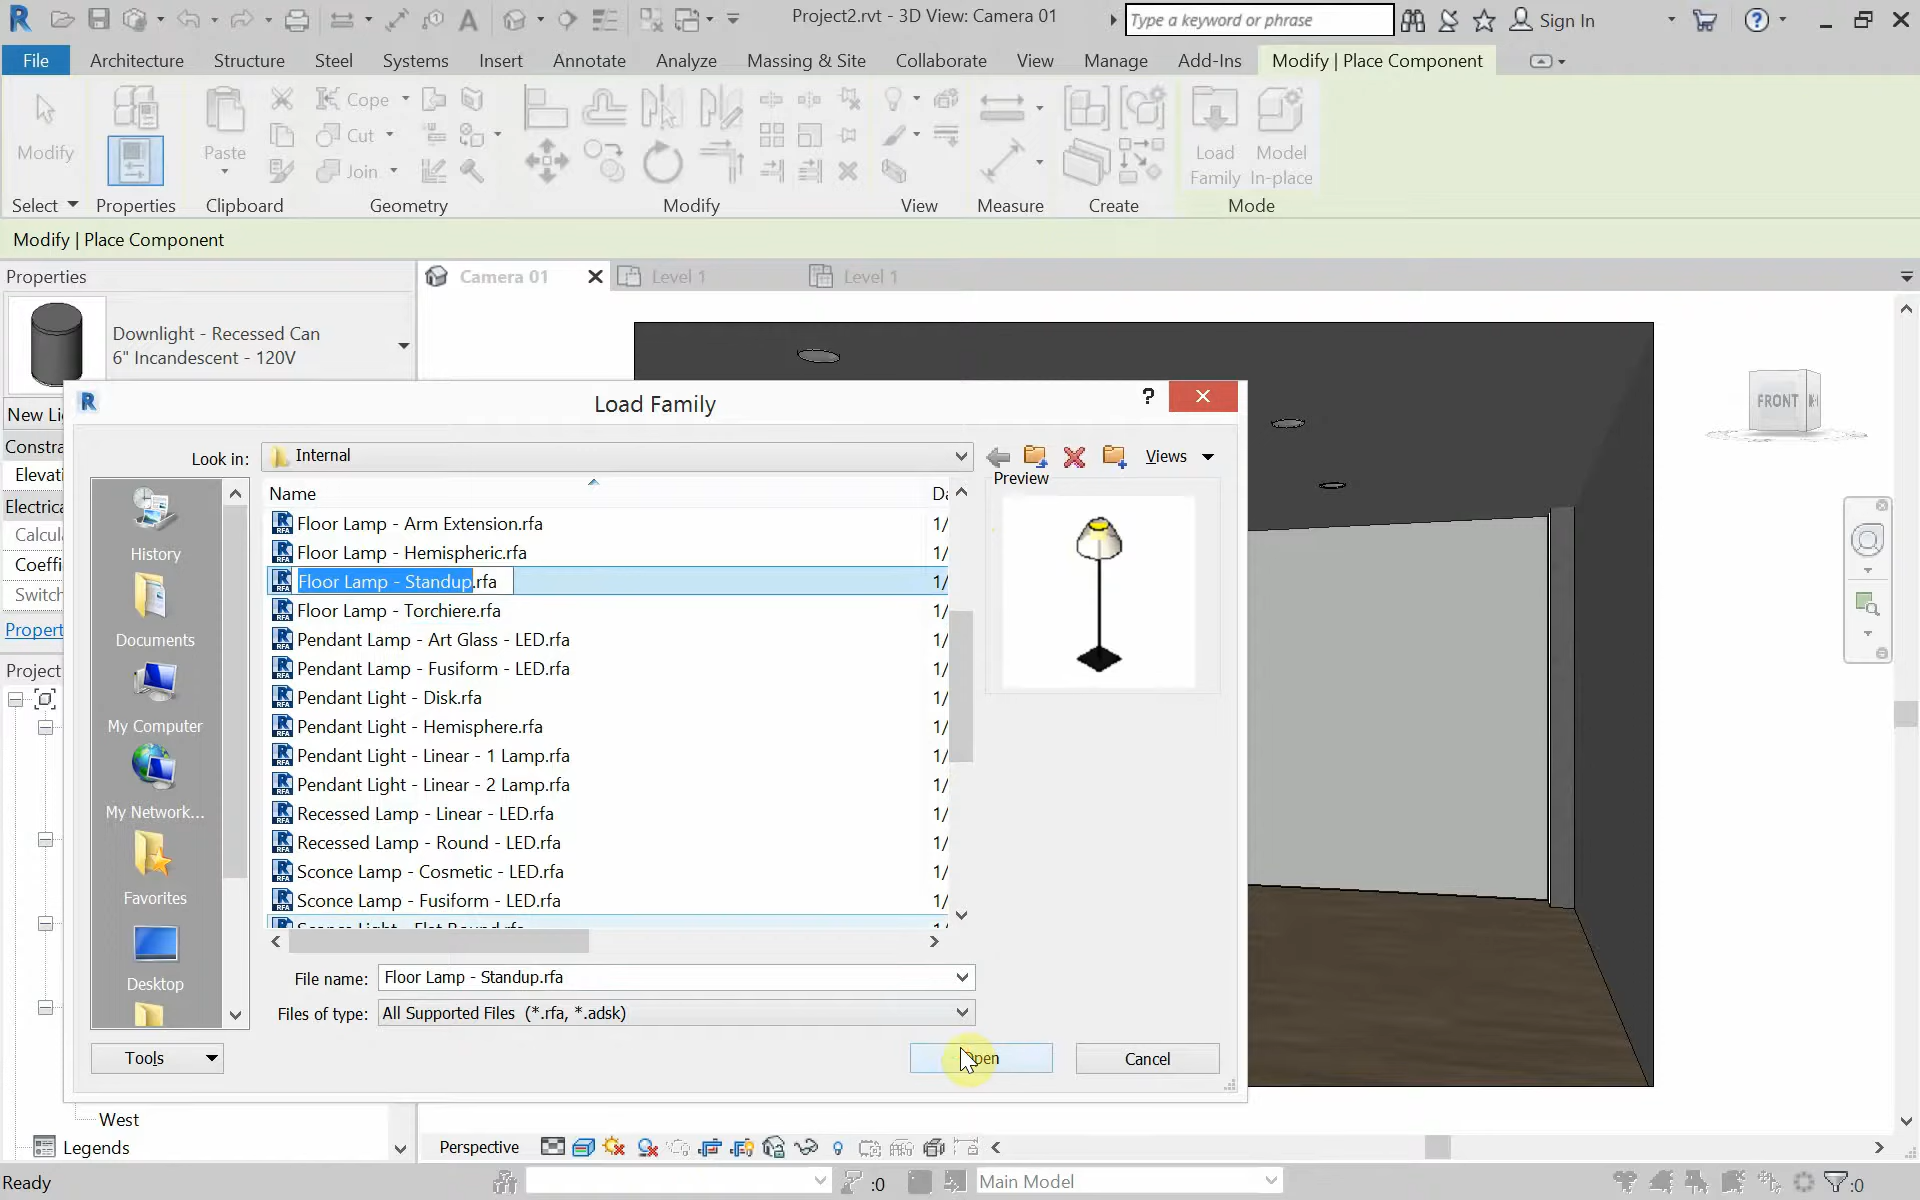 Project2.rvt - 3D View: Camera 01
Type a keyword or phrase
Sign In
File Architecture Structure Steel Systems Insert Annotate Analyze Massing & Site Collaborate View Manage Add-Ins Modify | Place Component
Modify
Paste
Cope
Cut
Join
Load Family
Model In-place
Select Properties Clipboard Geometry Modify View Measure Create Mode
Modify | Place Component
Properties
Camera 01
Level 1
Level 1
Downlight - Recessed Can
6" Incandescent - 120V
FRONT
Load Family
Look in:
Internal
Views
Preview
Name
History
Documents
My Computer
My Network...
Favorites
Desktop
Floor Lamp - Arm Extension.rfa
Floor Lamp - Hemispheric.rfa
Floor Lamp - Standup.rfa
Floor Lamp - Torchiere.rfa
Pendant Lamp - Art Glass - LED.rfa
Pendant Lamp - Fusiform - LED.rfa
Pendant Light - Disk.rfa
Pendant Light - Hemisphere.rfa
Pendant Light - Linear - 1 Lamp.rfa
Pendant Light - Linear - 2 Lamp.rfa
Recessed Lamp - Linear - LED.rfa
Recessed Lamp - Round - LED.rfa
Sconce Lamp - Cosmetic - LED.rfa
Sconce Lamp - Fusiform - LED.rfa
File name: Floor Lamp - Standup.rfa
Files of type: All Supported Files (*.rfa, *.adsk)
Tools
Open
Cancel
West
Legends
Perspective
Ready
:0
Main Model
:0